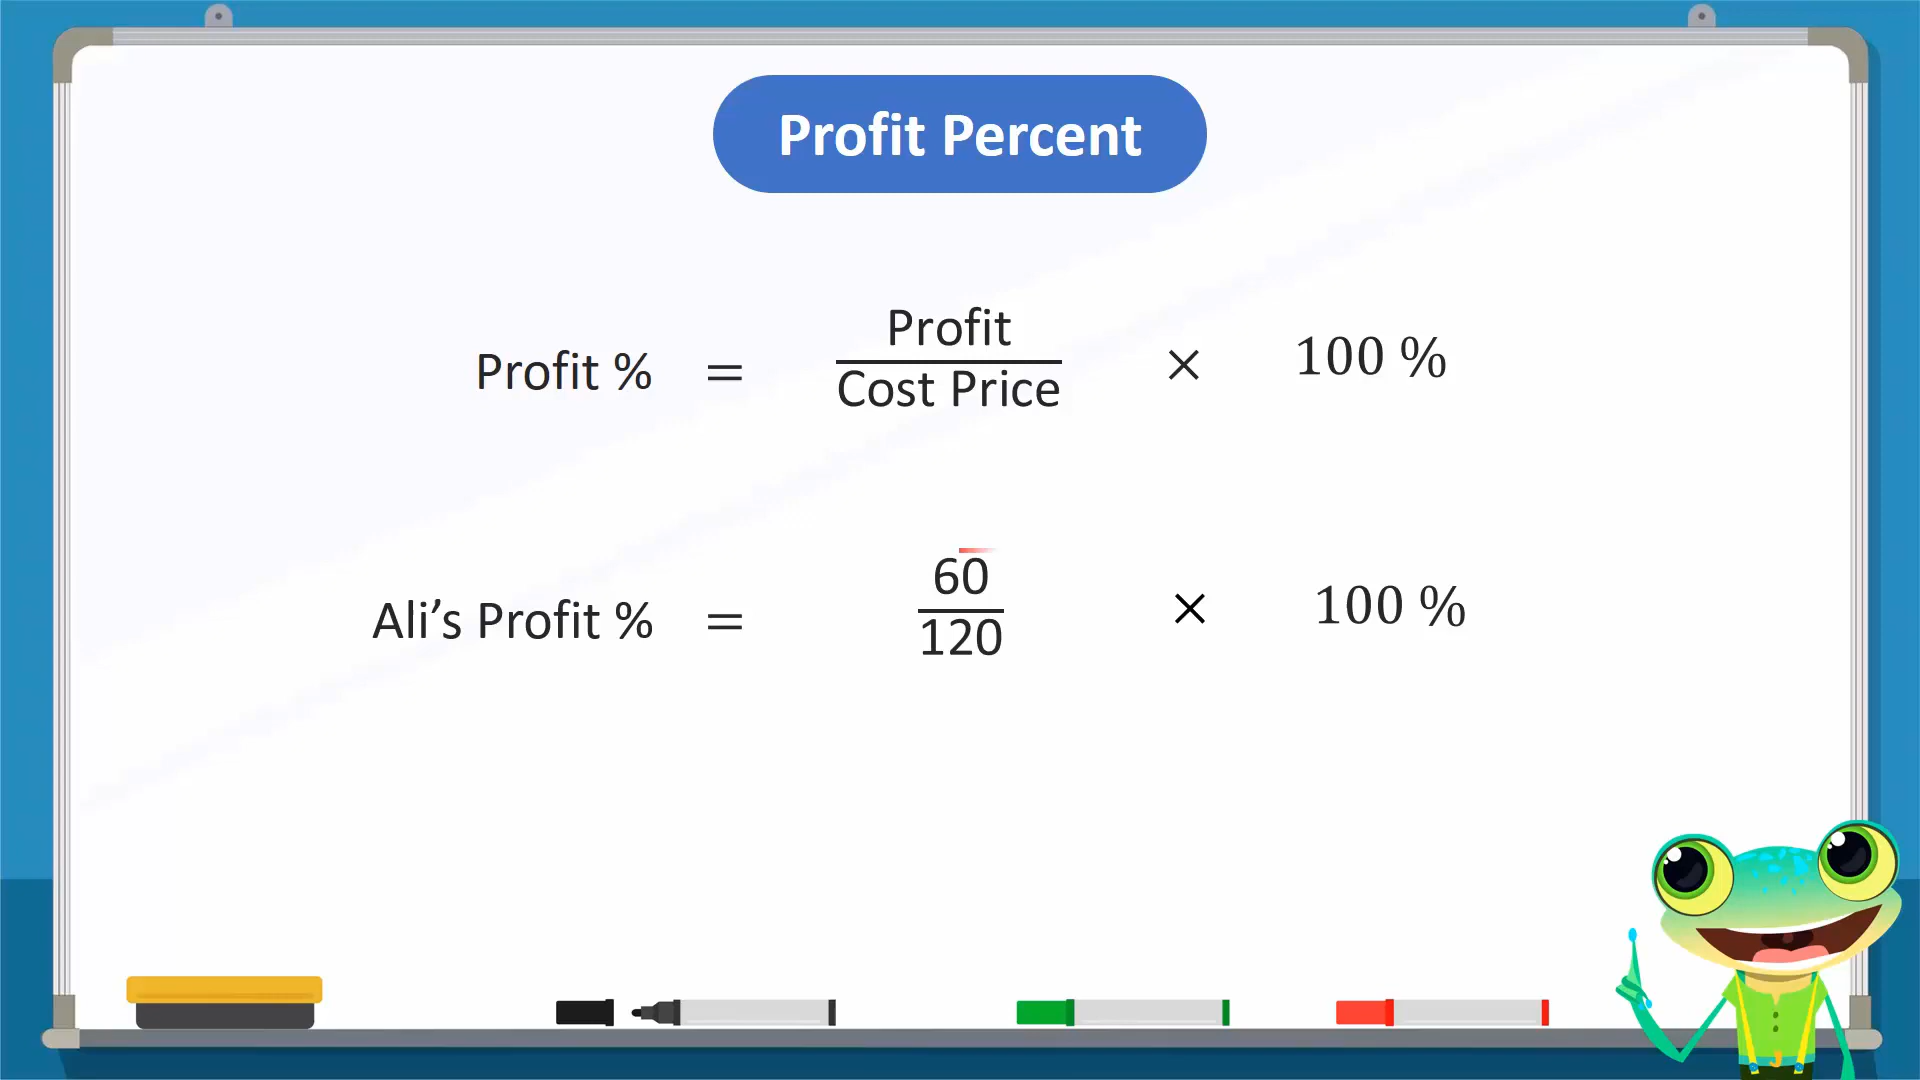 Profit Percent
Profit % = Profit / Cost Price × 100 %
Ali’s Profit % = 60 / 120 × 100 %